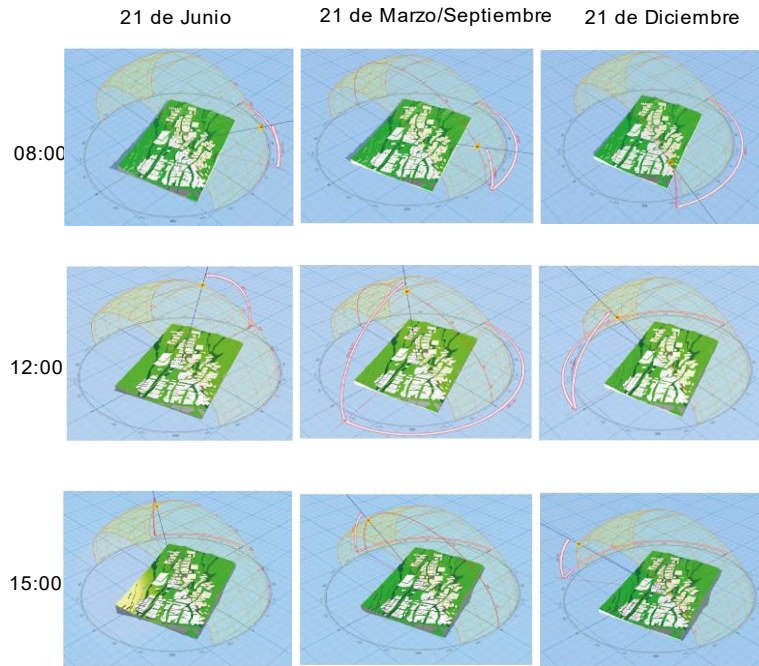 21 de Junio
21 de Marzo/Septiembre
21 de Diciembre
08:00
12:00
15:00